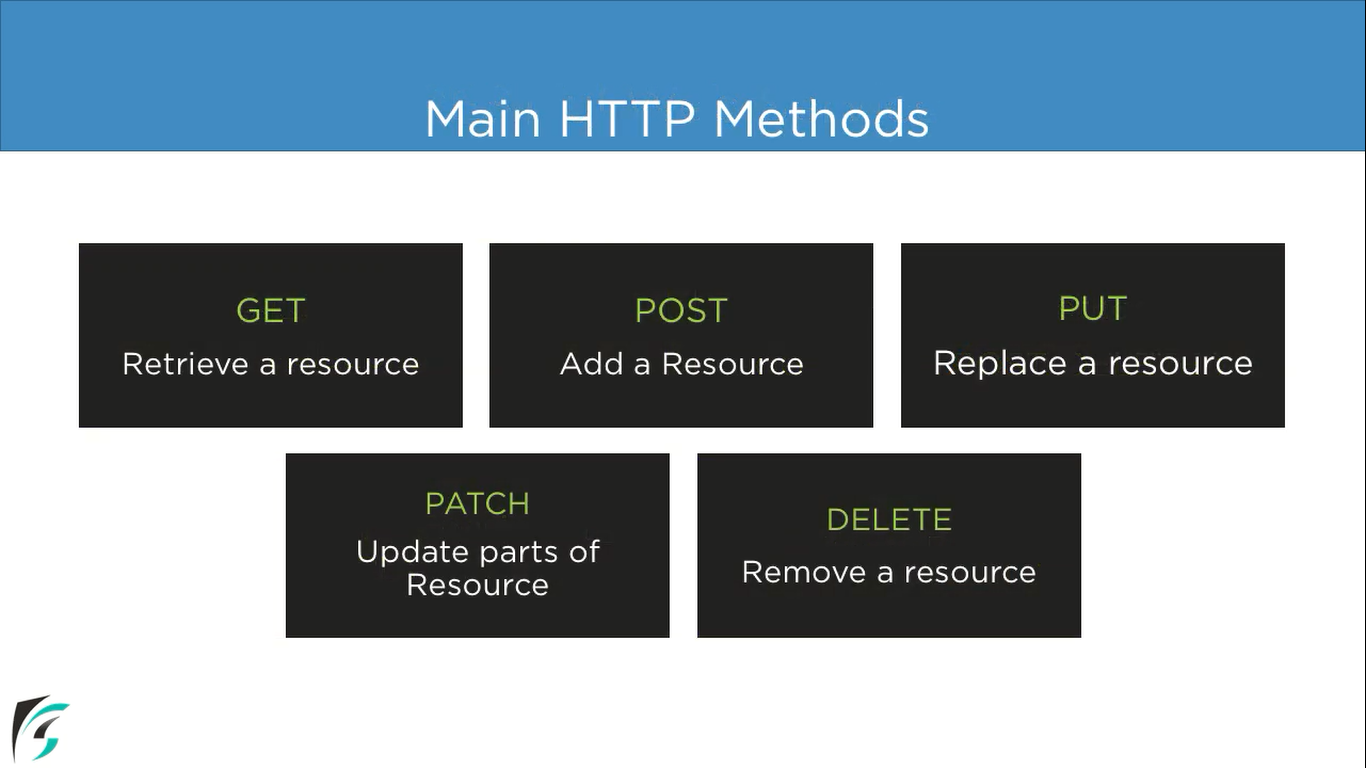 Main HTTP Methods
GET
Retrieve a resource
POST
Add a Resource
PUT
Replace a resource
PATCH
Update parts of
Resource
DELETE
Remove a resource